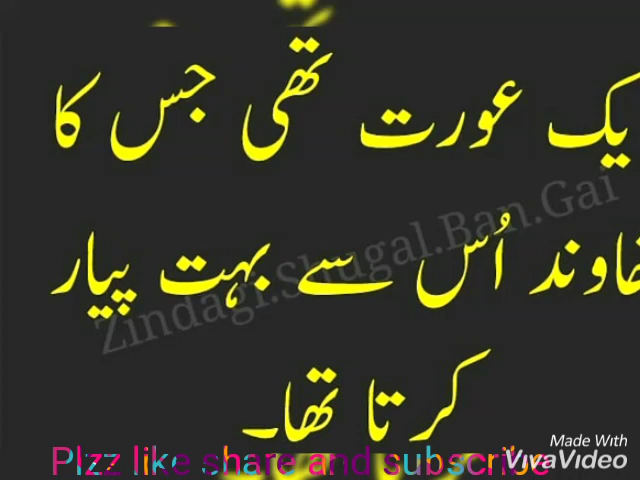 یک عورت تھی جس کا
خاوند اُس سے بہت پیار
کرتا تھا۔
Zindagi.Shugal.Ban.Gai
Plzz like share and subscribe
Made With
VivaVideo